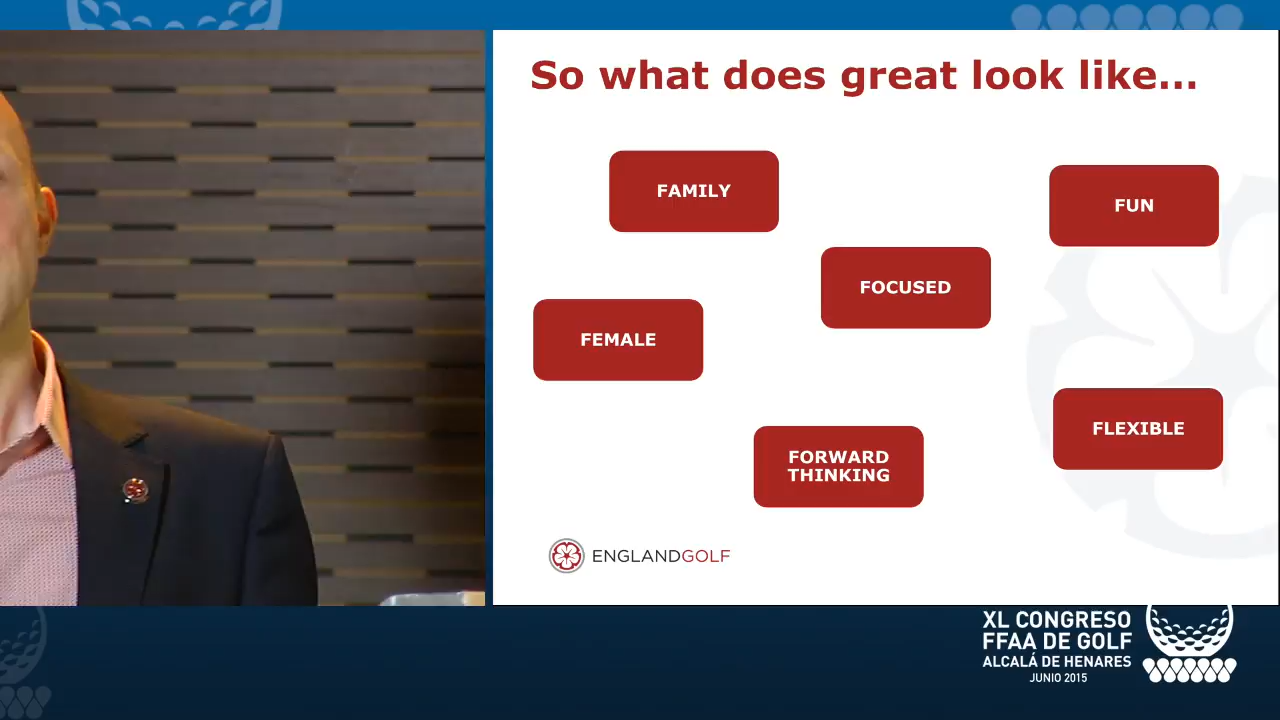 So what does great look like...
FAMILY
FUN
FOCUSED
FEMALE
FLEXIBLE
FORWARD
THINKING
ENGLANDGOLF
XL CONGRESO
FFAA DE GOLF
ALCALÁ DE HENARES
JUNIO 2015